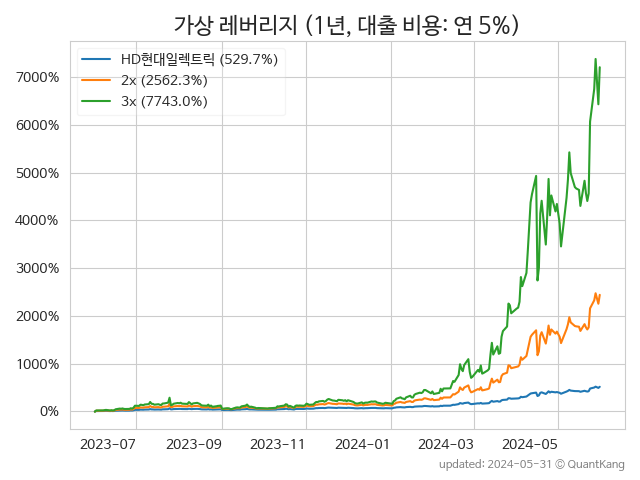 가상 레버리지 (1년, 대출 비용: 연 5%)
HD현대일렉트릭 (529.7%)
2x (2562.3%)
3x (7743.0%)
7000%
6000%
5000%
4000%
3000%
2000%
1000%
0%
2023-07 2023-09 2023-11 2024-01 2024-03 2024-05
updated: 2024-05-31 © QuantKang